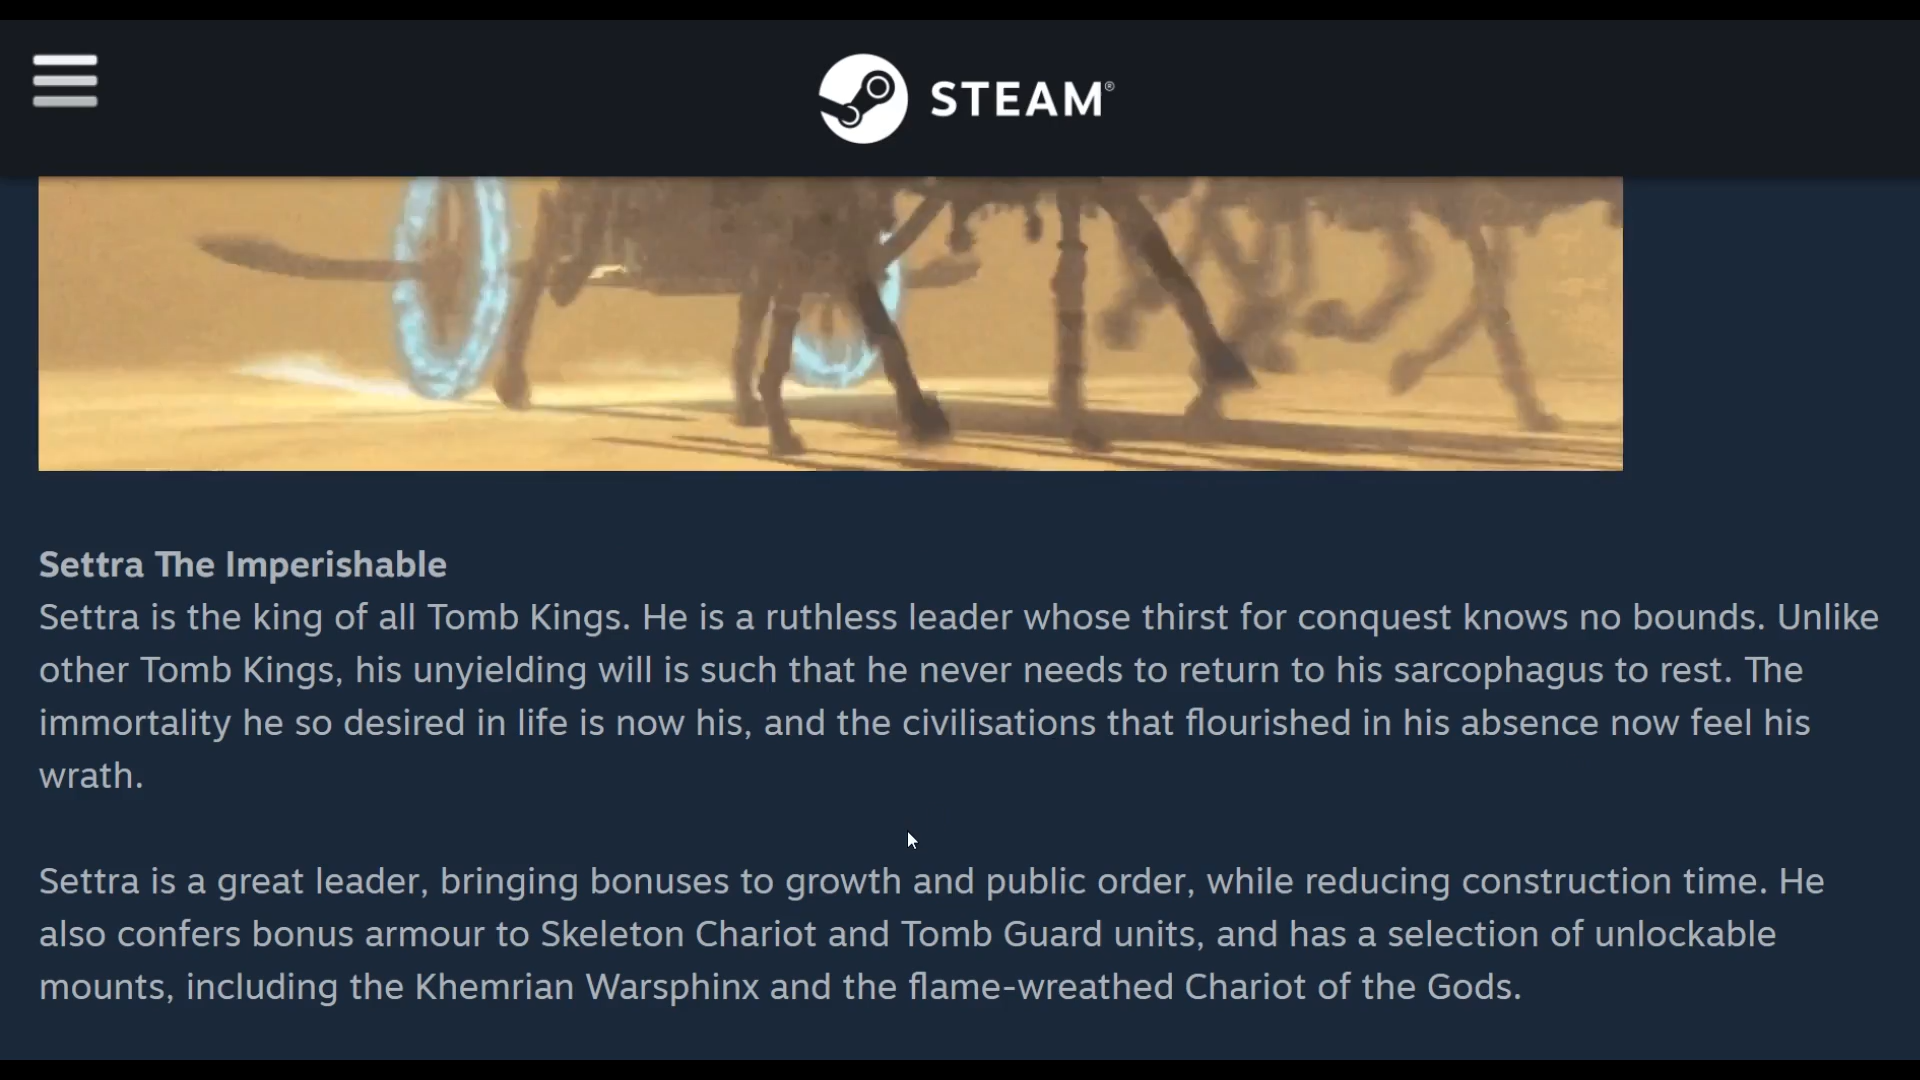 STEAM®
Settra The Imperishable
Settra is the king of all Tomb Kings. He is a ruthless leader whose thirst for conquest knows no bounds. Unlike
other Tomb Kings, his unyielding will is such that he never needs to return to his sarcophagus to rest. The
immortality he so desired in life is now his, and the civilisations that flourished in his absence now feel his
wrath.
Settra is a great leader, bringing bonuses to growth and public order, while reducing construction time. He
also confers bonus armour to Skeleton Chariot and Tomb Guard units, and has a selection of unlockable
mounts, including the Khemrian Warsphinx and the flame-wreathed Chariot of the Gods.